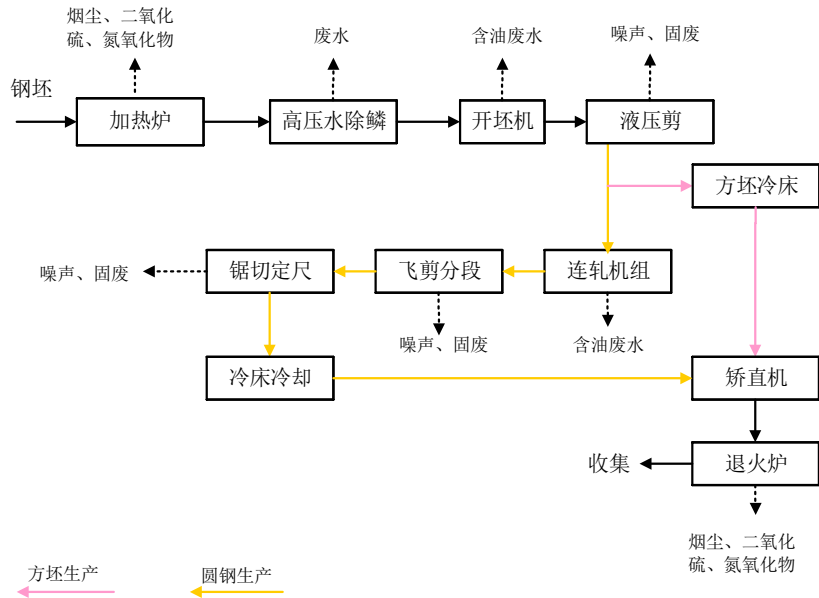 烟尘、二氧化
硫、氮氧化物
废水
含油废水
噪声、固废
钢坯
加热炉
高压水除鳞
开坯机
液压剪
方坯冷床
噪声、固废
锯切定尺
飞剪分段
连轧机组
噪声、固废
含油废水
冷床冷却
矫直机
收集
退火炉
烟尘、二氧化
硫、氮氧化物
方坯生产
圆钢生产